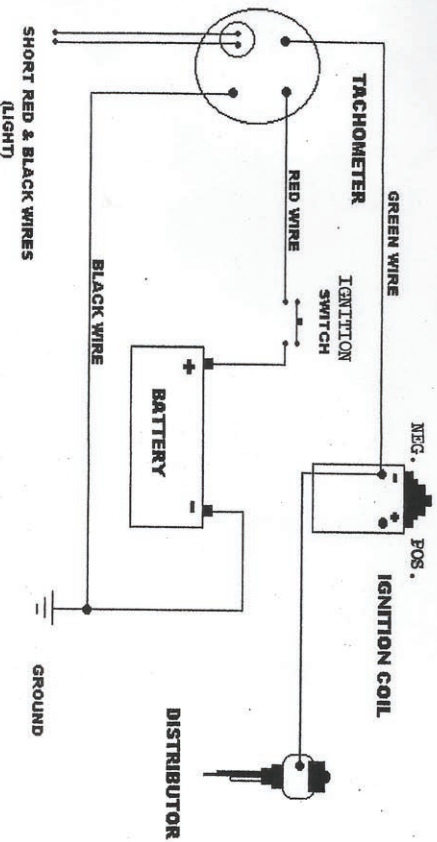 TACHOMETER
GREEN WIRE
RED WIRE
IGNITION
SWITCH
BLACK WIRE
SHORT RED & BLACK WIRES
(LIGHT)
+ -
BATTERY
NEG. POS.
- +
IGNITION COIL
DISTRIBUTOR
GROUND